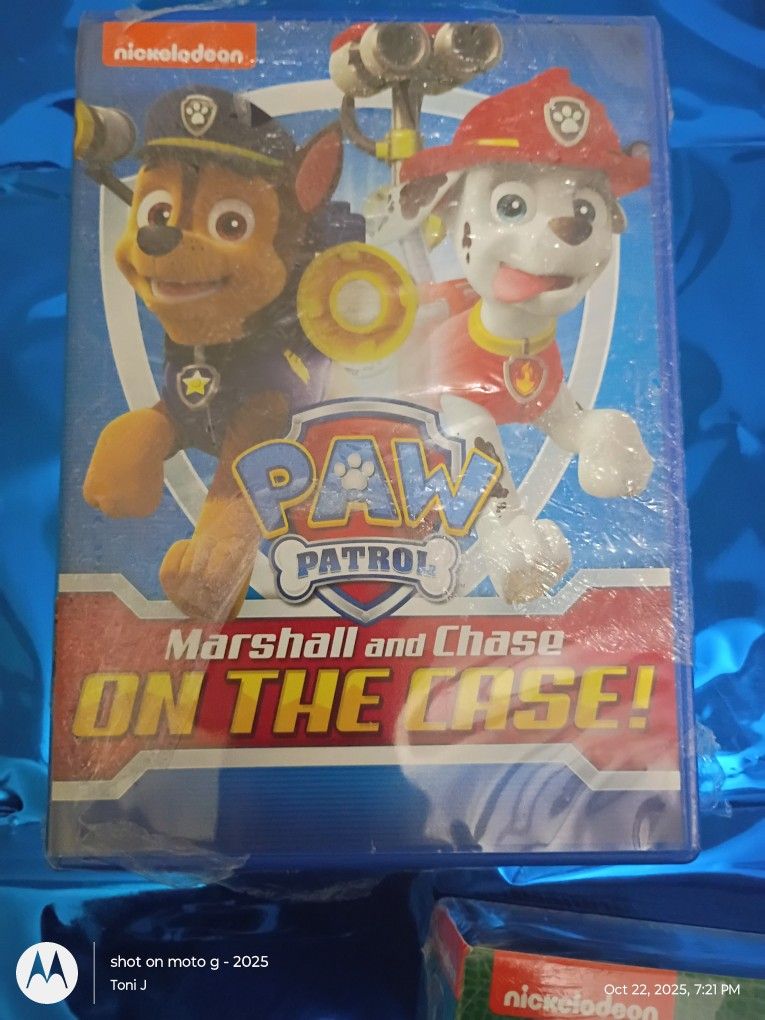 nickelodeon
PAW
PATROL
Marshall and Chase
ON THE CASE!
nickelodeon
shot on moto g - 2025
Toni J
Oct 22, 2025, 7:21 PM